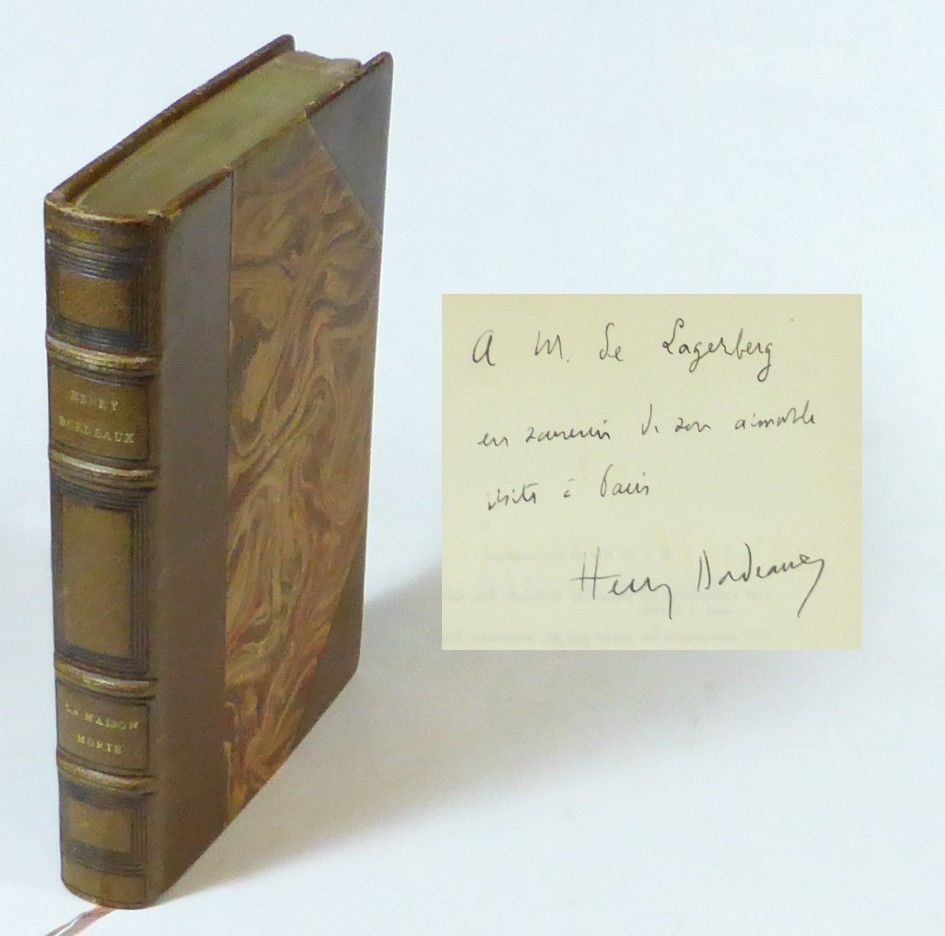 HENRY
BORDEAUX
LA MAISON
MORTE
A M. de Lagerberg
en souvenir de son aimable
visite à Paris
Henry Bordeaux